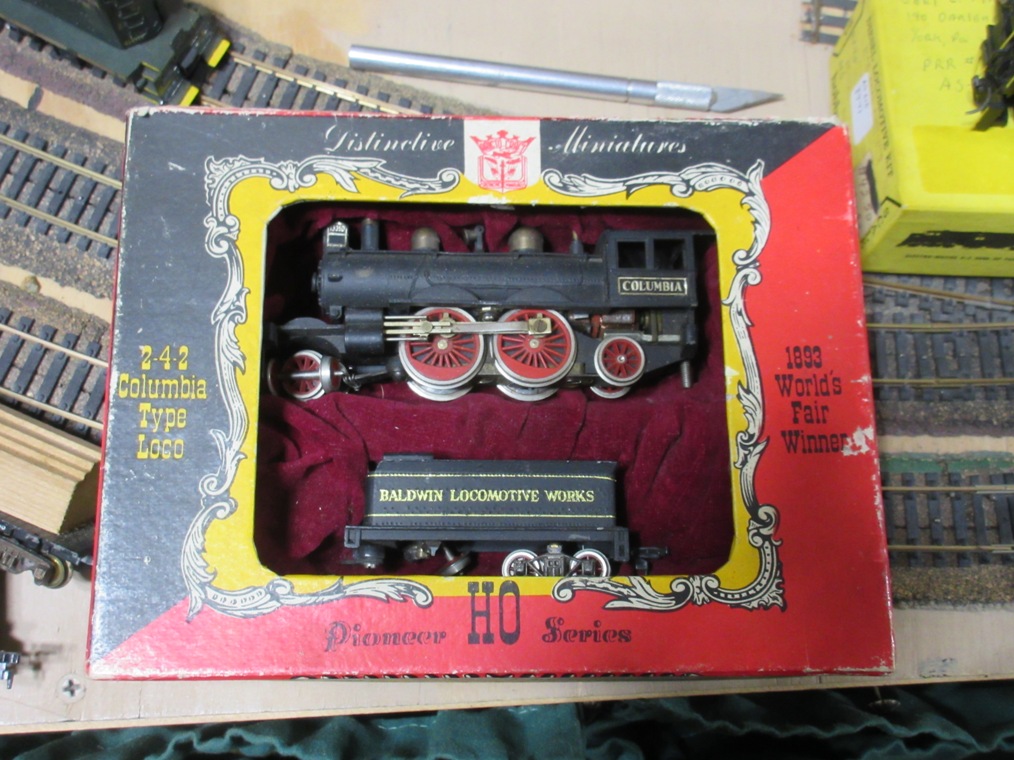 Distinctive Miniatures
2-4-2
Columbia
Type
Loco
1893
World's
Fair
Winner
COLUMBIA
BALDWIN LOCOMOTIVE WORKS
Pioneer HO Series
PRR